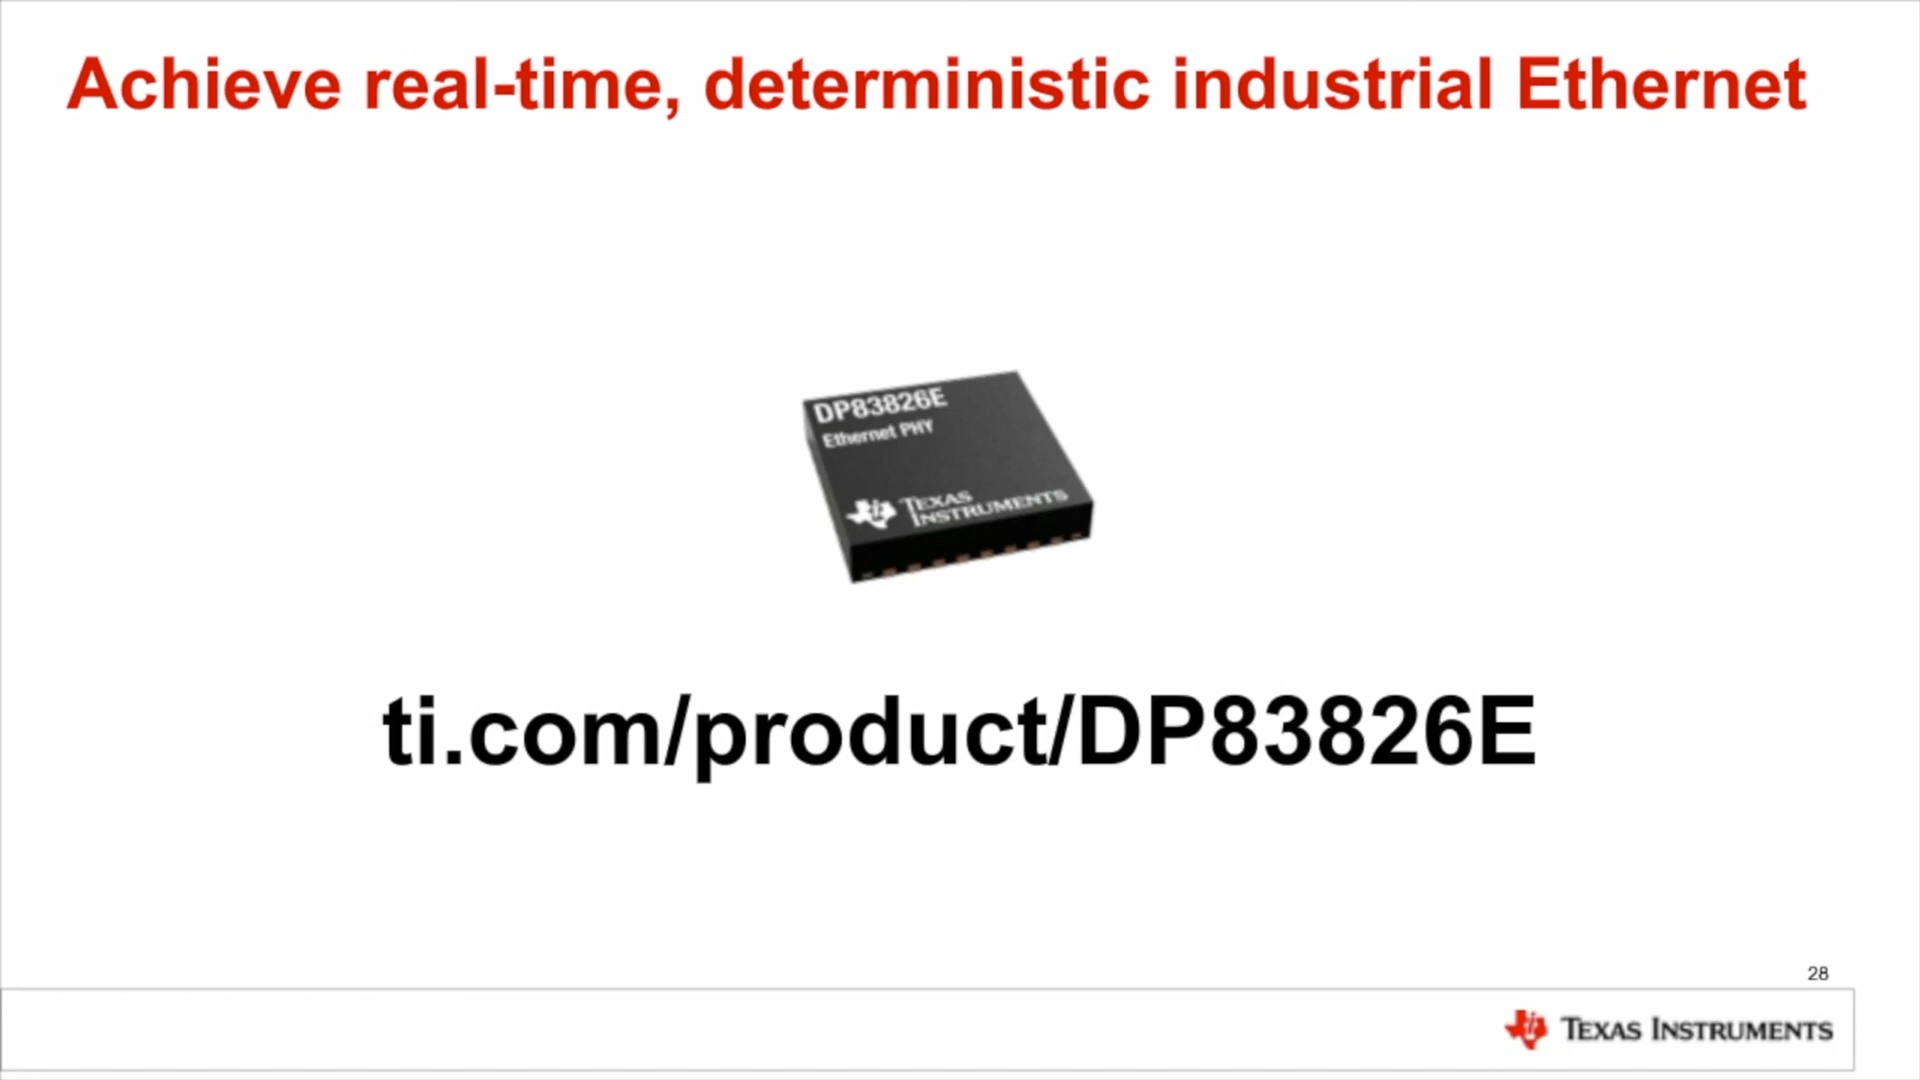 Achieve real-time, deterministic industrial Ethernet
DP83826E
Ethernet PHY
TEXAS
INSTRUMENTS
ti.com/product/DP83826E
28
TEXAS INSTRUMENTS